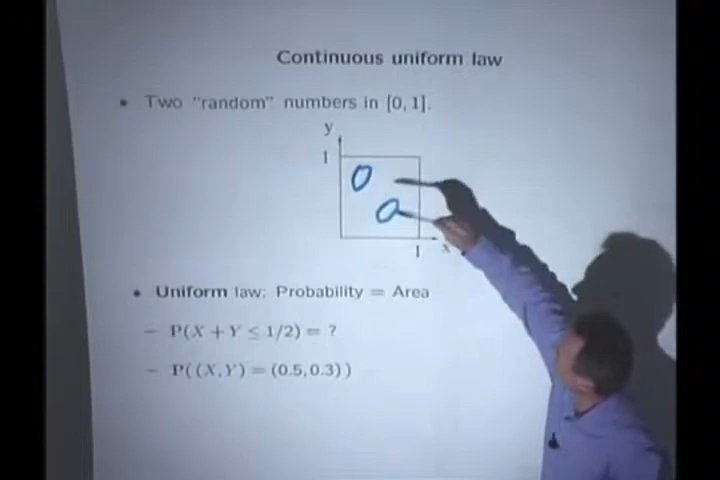 Continuous uniform law
• Two "random" numbers in [0, 1].
y
1
1 x
• Uniform law: Probability = Area
– P(X + Y ≤ 1/2) = ?
– P( (X, Y) = (0.5, 0.3) )